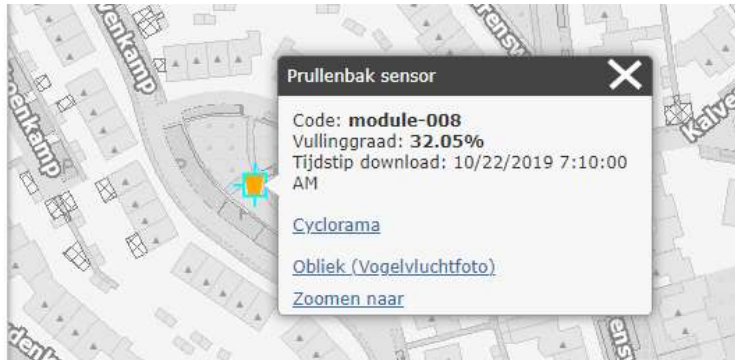 Prullenbak sensor
Code: module-008
Vullinggraad: 32.05%
Tijdstip download: 10/22/2019 7:10:00
AM
Cyclorama
Obliek (Vogelvluchtfoto)
Zoomen naar